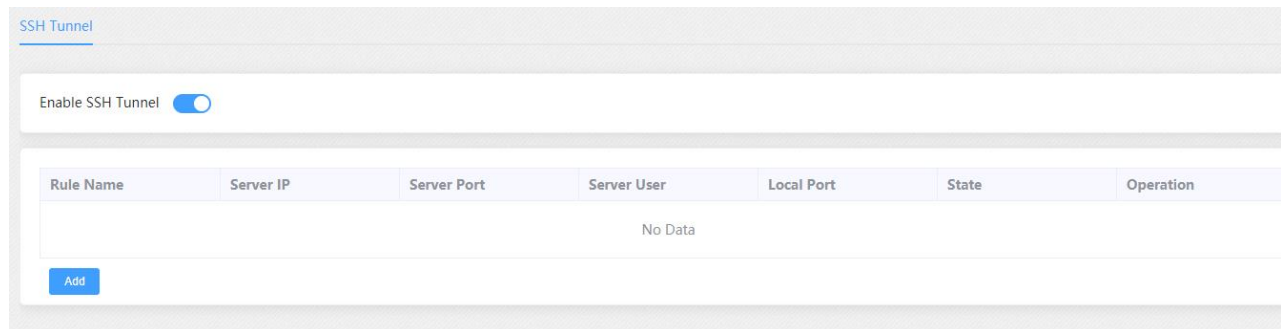 SSH Tunnel
Enable SSH Tunnel
Rule Name Server IP Server Port Server User Local Port State Operation
No Data
Add